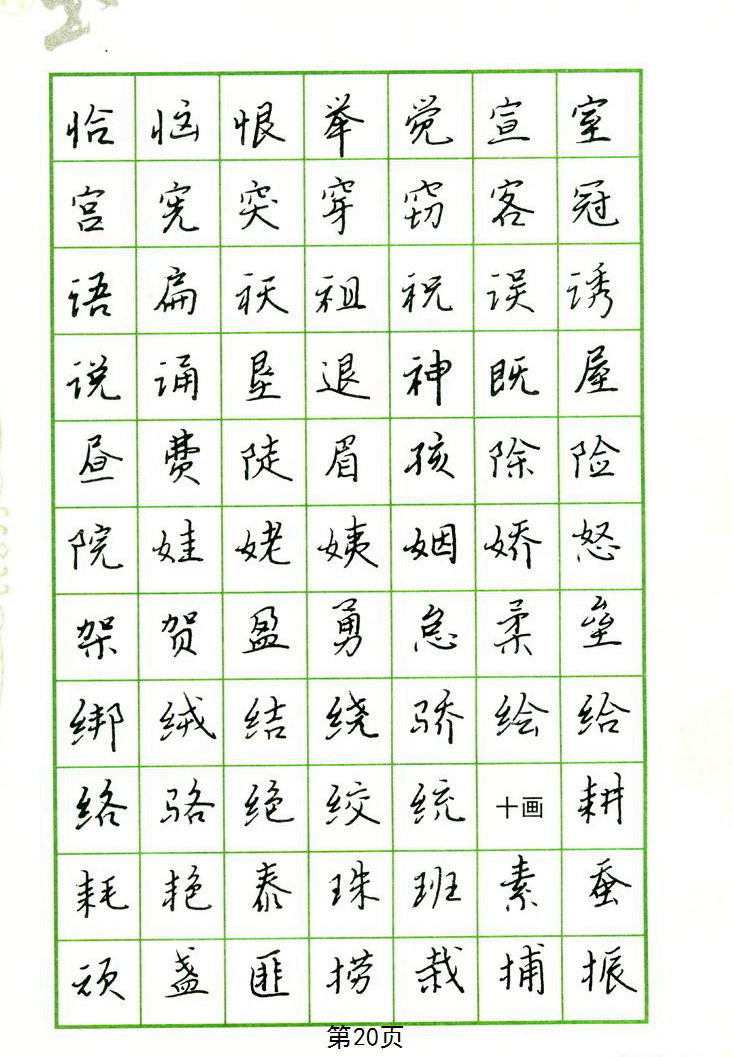 恰恼恨举觉宣室
宫宪突穿窃客冠
语扁袄祖祝误诱
说诵垦退神既屋
昼费陡眉孩除险
院娃姥姨姻娇怒
架贺盈勇怠柔垒
绑绒结绕骄绘给
络骆绝绞统十画耕
耗艳泰珠班素蚕
顽盏匪捞栽捕振
第20页